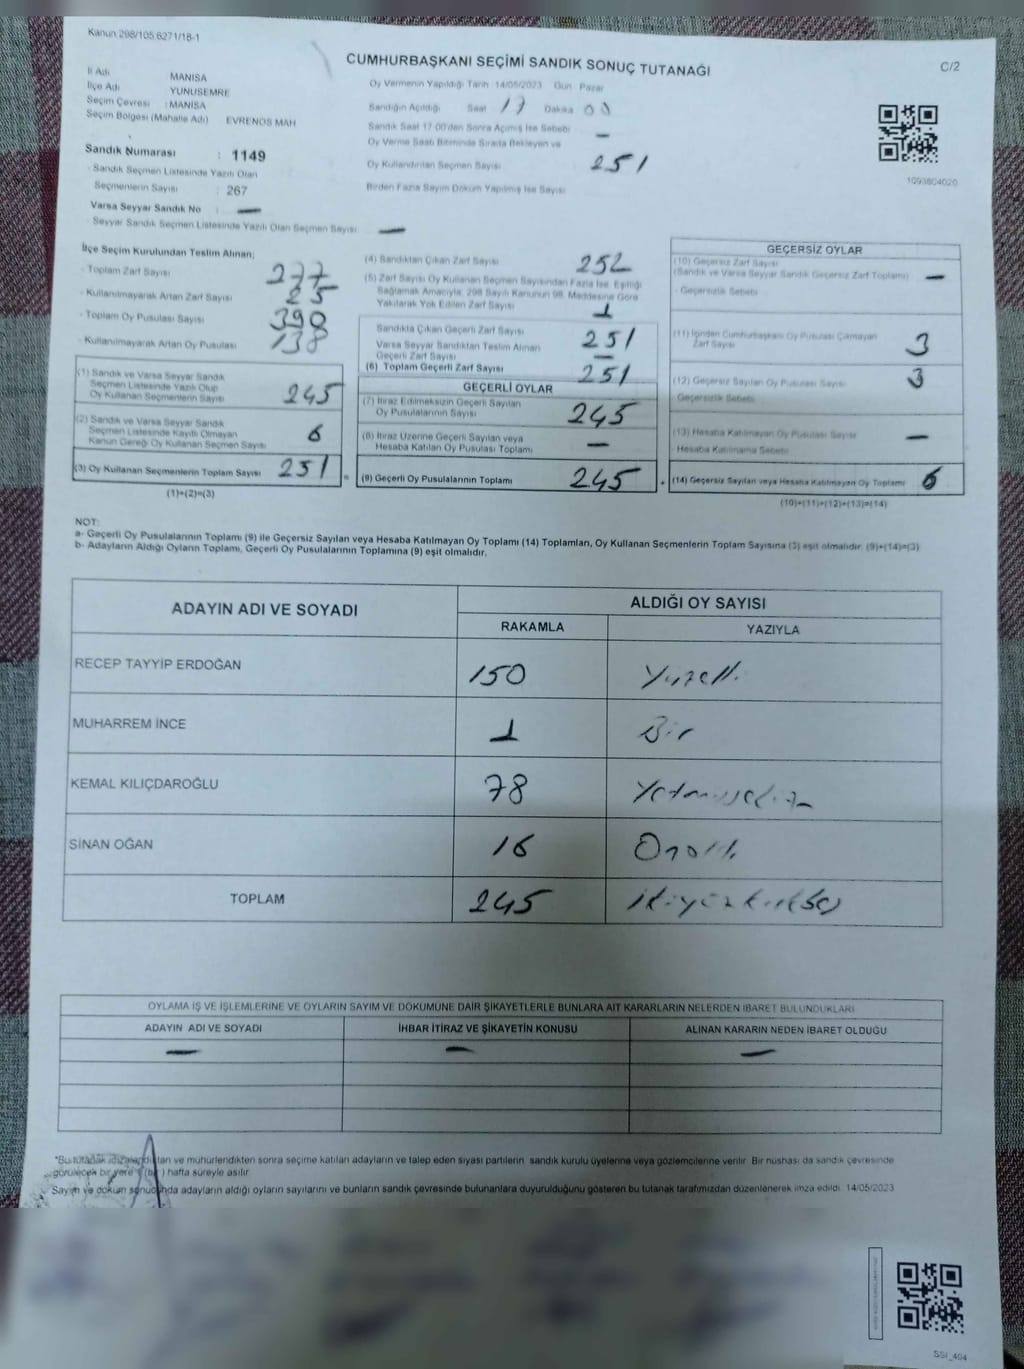 Kanun 298/105 6271/18-1
CUMHURBAŞKANI SEÇİMİ SANDIK SONUÇ TUTANAĞI
C/2
İl Adı MANİSA
İlçe Adı YUNUSEMRE
Seçim Çevresi : MANİSA
Seçim Bölgesi (Mahalle Adı) EVRENOS MAH
Sandık Numarası : 1149
- Sandık Seçmen Listesinde Yazılı Olan
Seçmenlerin Sayısı : 267
Varsa Seyyar Sandık No : —
- Seyyar Sandık Seçmen Listesinde Yazılı Olan Seçmen Sayısı —
Oy Vermenin Yapıldığı Tarih 14/05/2023 Gün Pazar
Sandığın Açıldığı Saat 17 Dakika 00
Sandık Saat 17 00'den Sonra Açılmış İse Sebebi —
Oy Verme Saati Bitiminde Sırada Bekleyen ve
Oy Kullandırılan Seçmen Sayısı 251
Birden Fazla Sayım Döküm Yapılmış İse Sayısı
1093804020
İlçe Seçim Kurulundan Teslim Alınan;
- Toplam Zarf Sayısı 277
- Kullanılmayarak Artan Zarf Sayısı 25
- Toplam Oy Pusulası Sayısı 390
- Kullanılmayarak Artan Oy Pusulası 138
(1) Sandık ve Varsa Seyyar Sandık
Seçmen Listesinde Yazılı Olup
Oy Kullanan Seçmenlerin Sayısı 245
(2) Sandık ve Varsa Seyyar Sandık
Seçmen Listesinde Kayıtlı Olmayan
Kanun Gereği Oy Kullanan Seçmen Sayısı 6
(3) Oy Kullanan Seçmenlerin Toplam Sayısı 251
(1)+(2)=(3)
(4) Sandıktan Çıkan Zarf Sayısı 252
(5) Zarf Sayısı Oy Kullanan Seçmen Sayısından Fazla İse, Eşitliği
Sağlamak Amacıyla, 298 Sayılı Kanunun 98. Maddesine Göre
Yakılarak Yok Edilen Zarf Sayısı 1
Sandıkta Çıkan Geçerli Zarf Sayısı 251
Varsa Seyyar Sandıktan Teslim Alınan
Geçerli Zarf Sayısı —
(6) Toplam Geçerli Zarf Sayısı 251
GEÇERLİ OYLAR
(7) İtiraz Edilmeksizin Geçerli Sayılan
Oy Pusulalarının Sayısı 245
(8) İtiraz Üzerine Geçerli Sayılan veya
Hesaba Katılan Oy Pusulası Toplamı —
= (9) Geçerli Oy Pusulalarının Toplamı 245
GEÇERSİZ OYLAR
(10) Geçersiz Zarf Sayısı
(Sandık ve Varsa Seyyar Sandık Geçersiz Zarf Toplamı) —
- Geçersizlik Sebebi
(11) İçinden Cumhurbaşkanı Oy Pusulası Çıkmayan
Zarf Sayısı 3
(12) Geçersiz Sayılan Oy Pusulası Sayısı 3
- Geçersizlik Sebebi
(13) Hesaba Katılmayan Oy Pusulası Sayısı —
- Hesaba Katılmama Sebebi
+ (14) Geçersiz Sayılan veya Hesaba Katılmayan Oy Toplamı 6
(10)+(11)+(12)+(13)=(14)
NOT:
a- Geçerli Oy Pusulalarının Toplamı (9) ile Geçersiz Sayılan veya Hesaba Katılmayan Oy Toplamı (14) Toplamları, Oy Kullanan Seçmenlerin Toplam Sayısına (3) eşit olmalıdır. (9)+(14)=(3)
b- Adayların Aldığı Oyların Toplamı, Geçerli Oy Pusulalarının Toplamına (9) eşit olmalıdır.
ADAYIN ADI VE SOYADI ALDIĞI OY SAYISI
RAKAMLA YAZIYLA
RECEP TAYYİP ERDOĞAN 150 Yüzelli
MUHARREM İNCE 1 Bir
KEMAL KILIÇDAROĞLU 78 Yetmişsekiz
SİNAN OĞAN 16 Onaltı
TOPLAM 245 ikiyüzkırkbeş
OYLAMA İŞ VE İŞLEMLERİNE VE OYLARIN SAYIM VE DÖKÜMÜNE DAİR ŞİKAYETLERLE BUNLARA AİT KARARLARIN NELERDEN İBARET BULUNDUKLARI
ADAYIN ADI VE SOYADI İHBAR İTİRAZ VE ŞİKAYETİN KONUSU ALINAN KARARIN NEDEN İBARET OLDUĞU
— — —
*Bu tutanak imzalandıktan ve mühürlendikten sonra seçime katılan adayların ve talep eden siyasi partilerin sandık kurulu üyelerine veya gözlemcilerine verilir. Bir nüshası da sandık çevresinde
görülecek bir yere 1 (bir) hafta süreyle asılır.
Sayım ve döküm sonucunda adayların aldığı oyların sayılarını ve bunların sandık çevresinde bulunanlara duyurulduğunu gösteren bu tutanak tarafımızdan düzenlenerek imza edildi. 14/05/2023
SSI_404